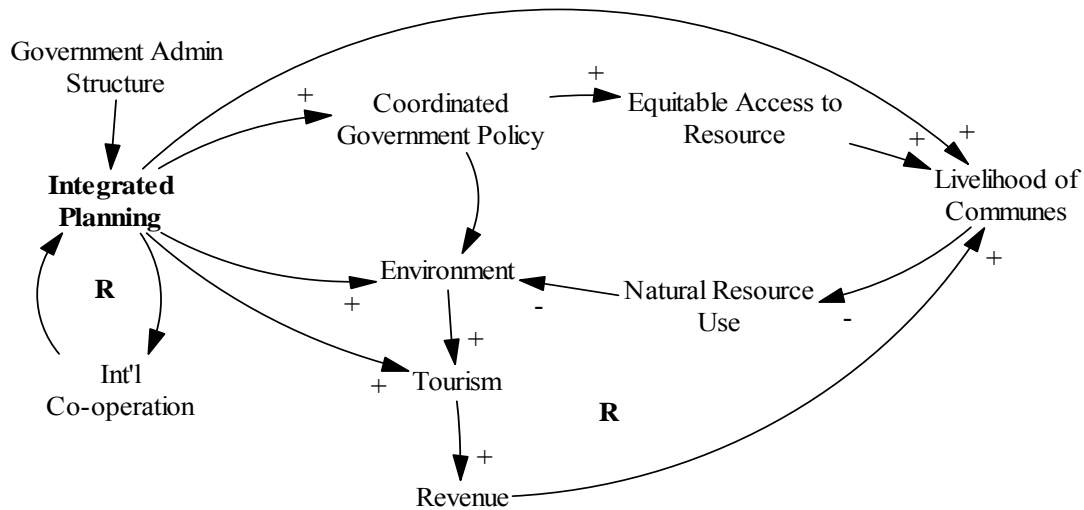 Government Admin
Structure
+
Coordinated
Government Policy
+
Equitable Access to
Resource
+
+
Integrated
Planning
Livelihood of
Communes
R
Environment
+
-
Natural Resource
Use
-
+
Int'l
Co-operation
+
Tourism
+
R
+
Revenue